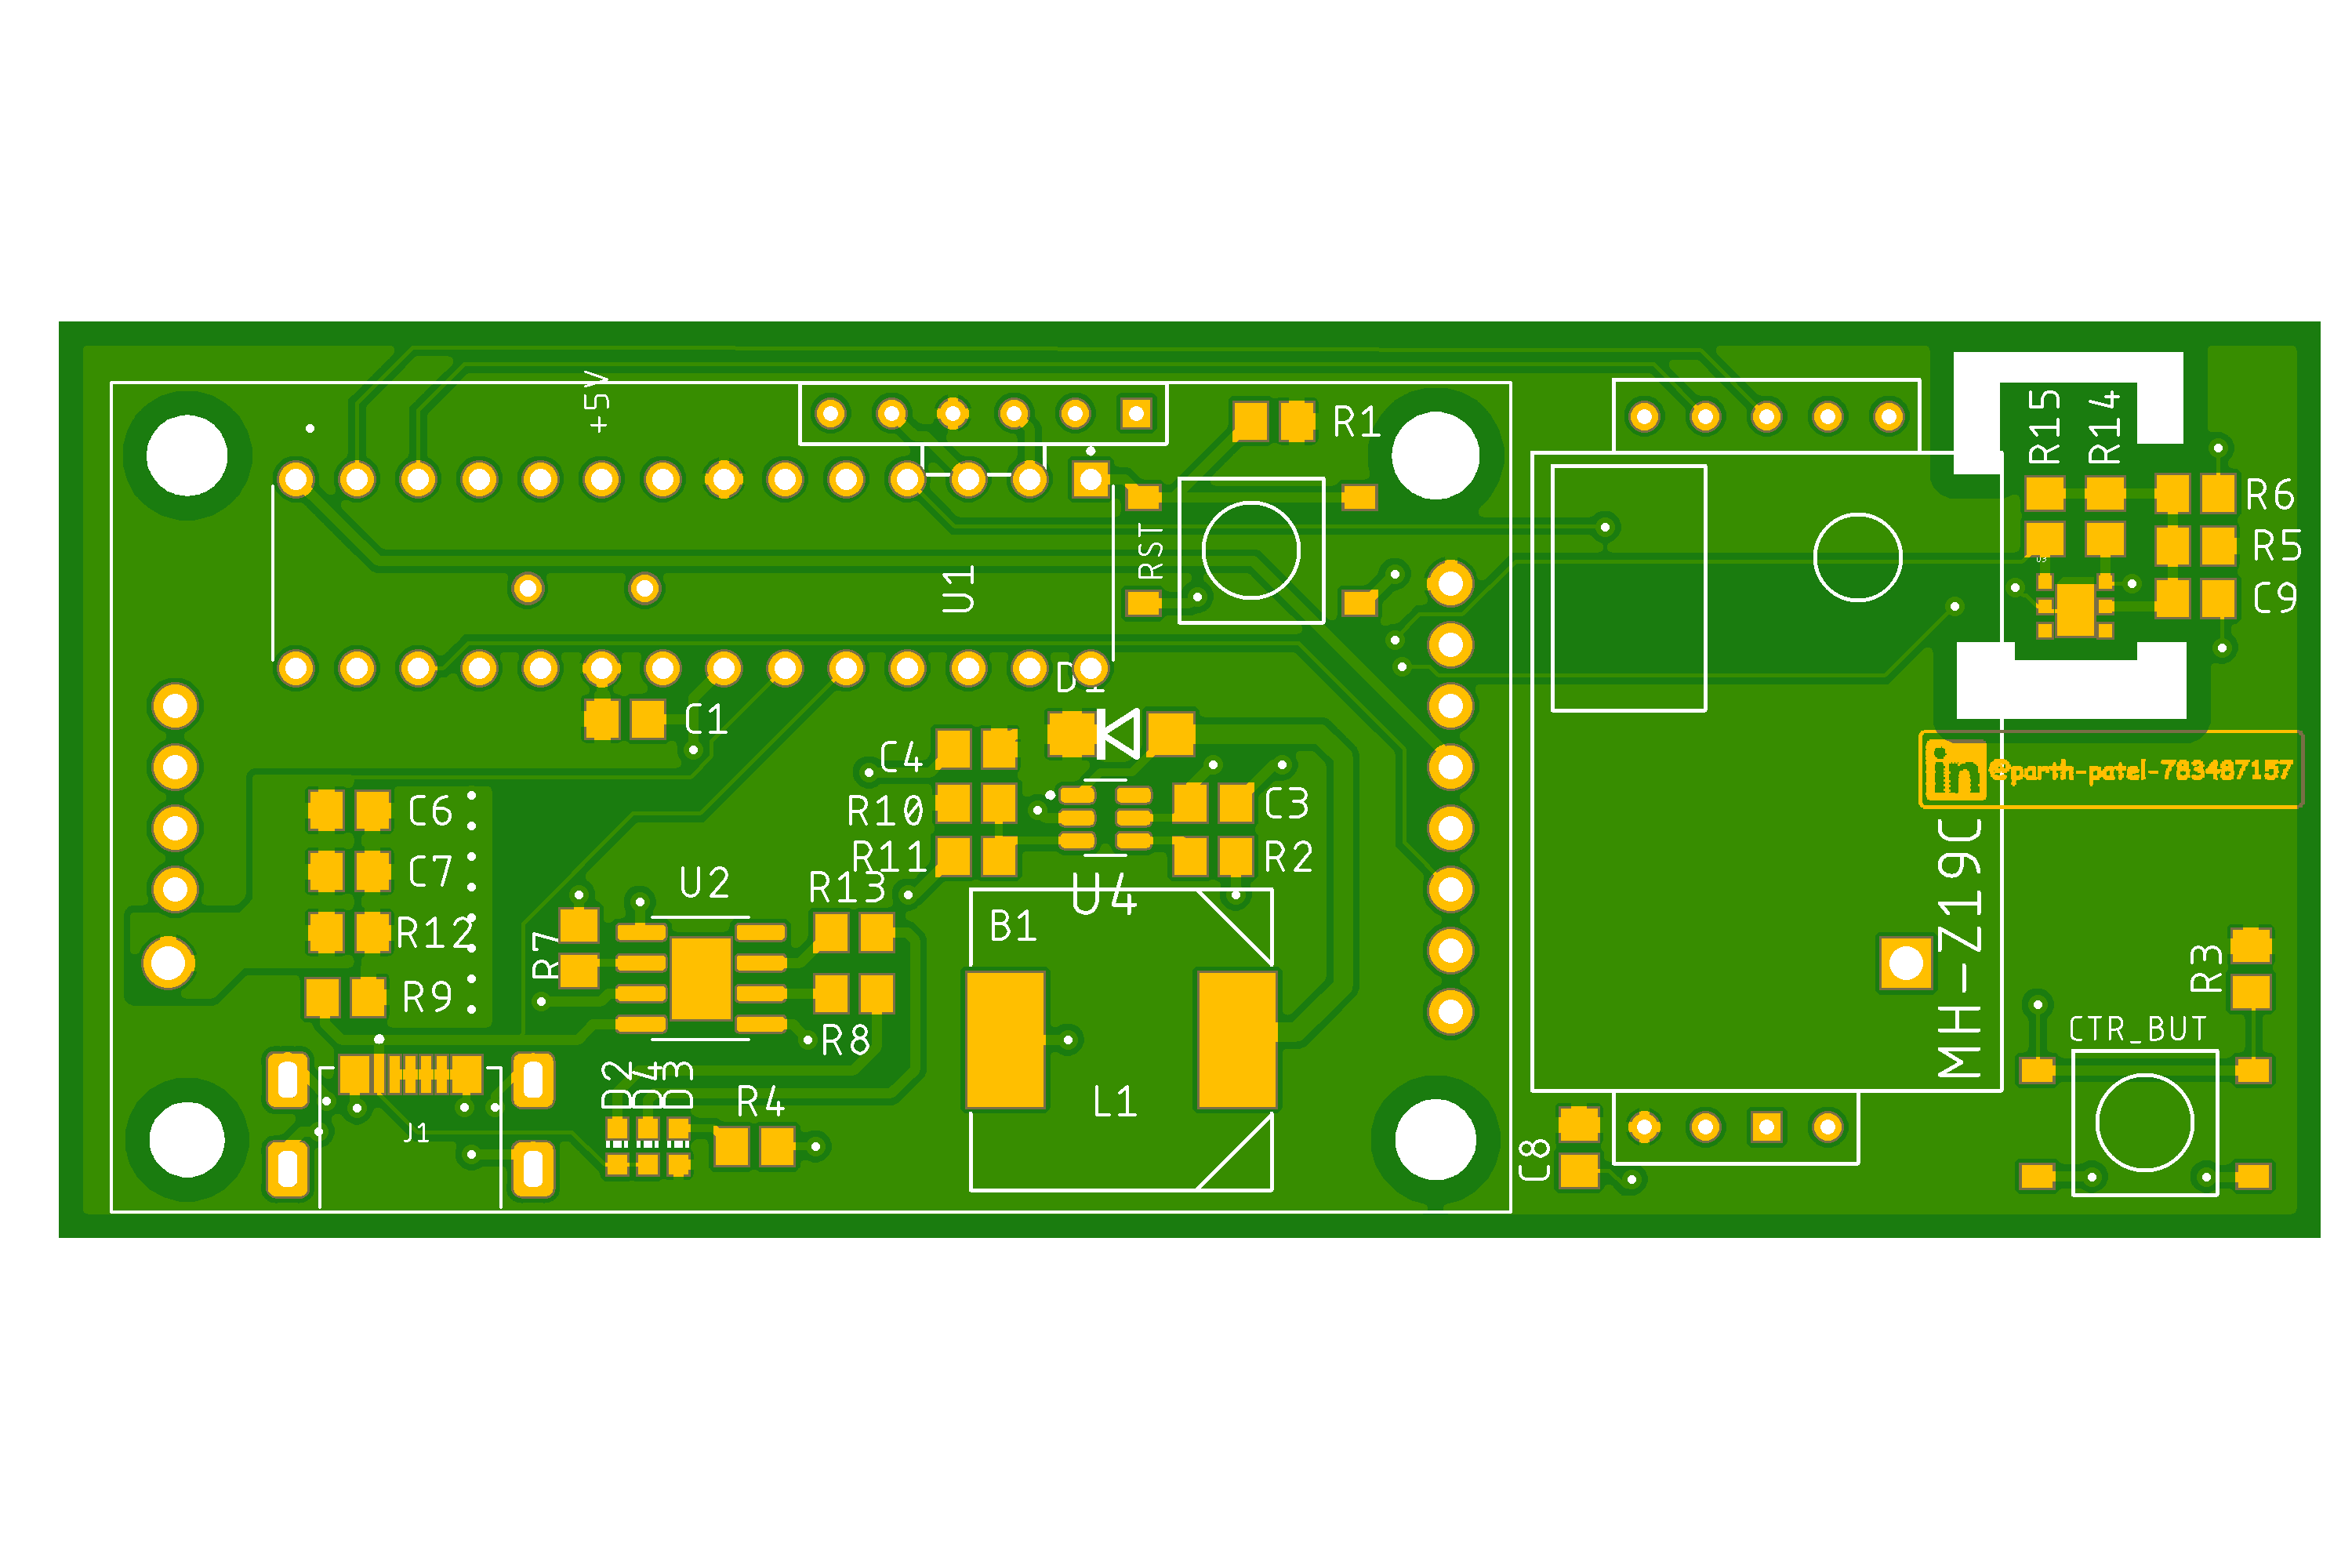 +5V
R1
R15
R14
R6
R5
C9
U3
RST
U1
D1
C1
C4
C3
R10
R11
R2
C6
C7
R12
R9
U2
R13
U4
B1
R7
R8
in @parth-patel-783487157
MH-Z19C
R3
CTR_BUT
D2
D4
D3
R4
L1
J1
C8